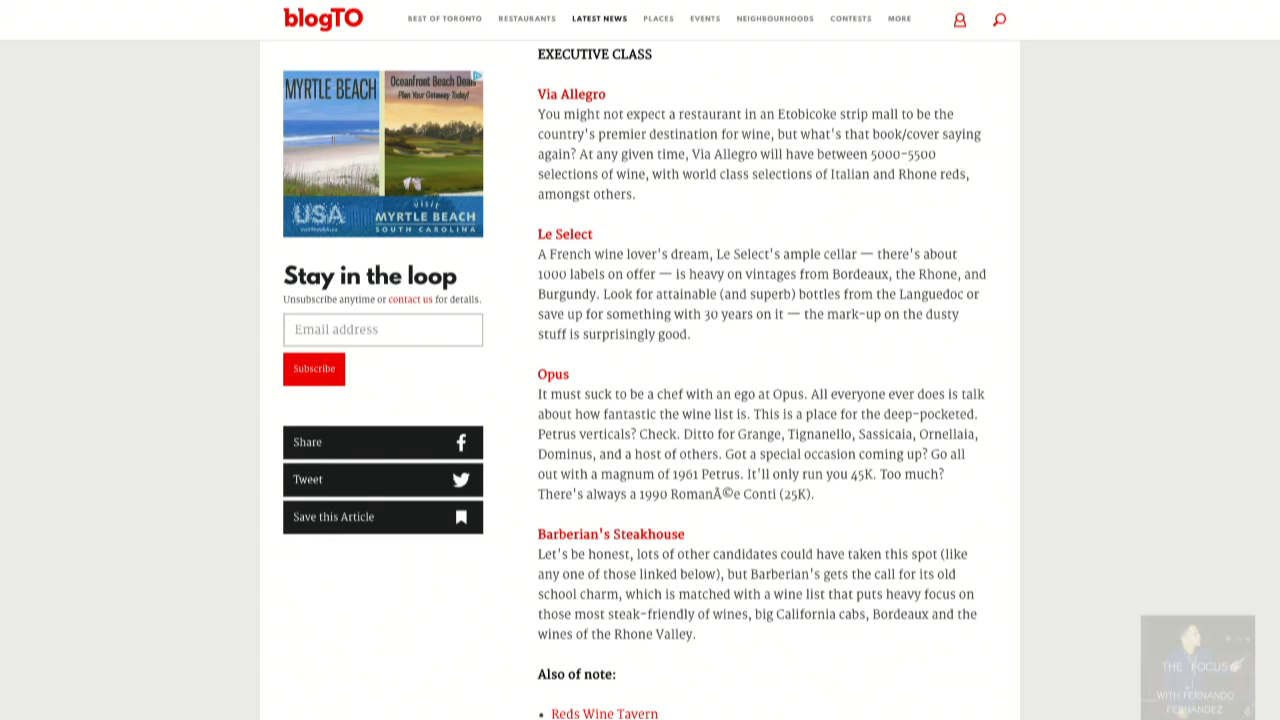 blogTO
BEST OF TORONTO RESTAURANTS LATEST NEWS PLACES EVENTS NEIGHBOURHOODS CONTESTS MORE
MYRTLE BEACH
Oceanfront Beach Deals
Plan Your Getaway Today!
USA
visit
MYRTLE BEACH
SOUTH CAROLINA
Stay in the loop
Unsubscribe anytime or contact us for details.
Email address
Subscribe
Share
Tweet
Save this Article
EXECUTIVE CLASS
Via Allegro
You might not expect a restaurant in an Etobicoke strip mall to be the
country's premier destination for wine, but what's that book/cover saying
again? At any given time, Via Allegro will have between 5000-5500
selections of wine, with world class selections of Italian and Rhone reds,
amongst others.
Le Select
A French wine lover's dream, Le Select's ample cellar — there's about
1000 labels on offer — is heavy on vintages from Bordeaux, the Rhone, and
Burgundy. Look for attainable (and superb) bottles from the Languedoc or
save up for something with 30 years on it — the mark-up on the dusty
stuff is surprisingly good.
Opus
It must suck to be a chef with an ego at Opus. All everyone ever does is talk
about how fantastic the wine list is. This is a place for the deep-pocketed.
Petrus verticals? Check. Ditto for Grange, Tignanello, Sassicaia, Ornellaia,
Dominus, and a host of others. Got a special occasion coming up? Go all
out with a magnum of 1961 Petrus. It'll only run you 45K. Too much?
There's always a 1990 RomanÃ©e Conti (25K).
Barberian's Steakhouse
Let's be honest, lots of other candidates could have taken this spot (like
any one of those linked below), but Barberian's gets the call for its old
school charm, which is matched with a wine list that puts heavy focus on
those most steak-friendly of wines, big California cabs, Bordeaux and the
wines of the Rhone Valley.
Also of note:
• Reds Wine Tavern
THE FOCUS
WITH FERNANDO
FERNANDEZ